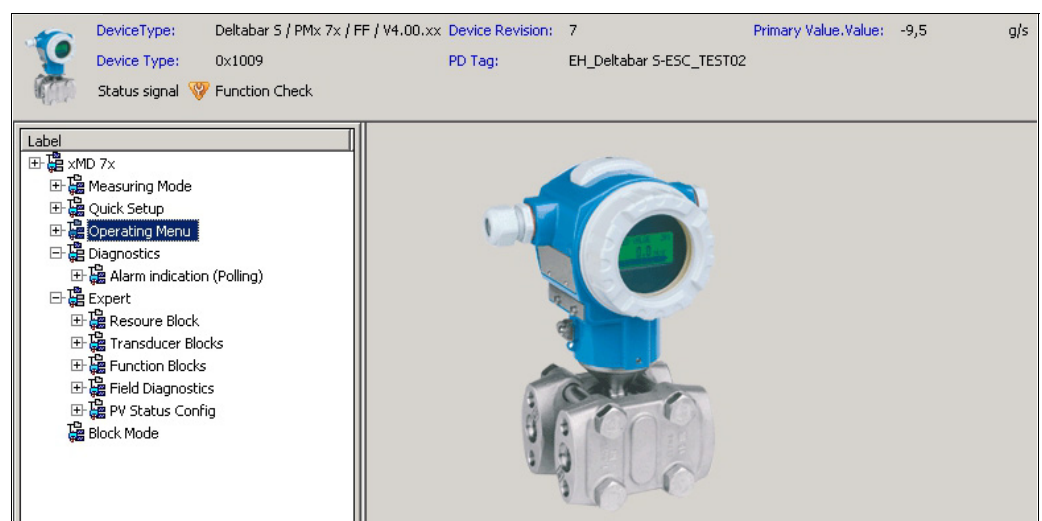 DeviceType: Deltabar S / PMx 7x / FF / V4.00.xx Device Revision: 7 Primary Value.Value: -9,5 g/s
Device Type: 0x1009 PD Tag: EH_Deltabar S-ESC_TEST02
Status signal Function Check
Label
xMD 7x
Measuring Mode
Quick Setup
Operating Menu
Diagnostics
Alarm indication (Polling)
Expert
Resoure Block
Transducer Blocks
Function Blocks
Field Diagnostics
PV Status Config
Block Mode